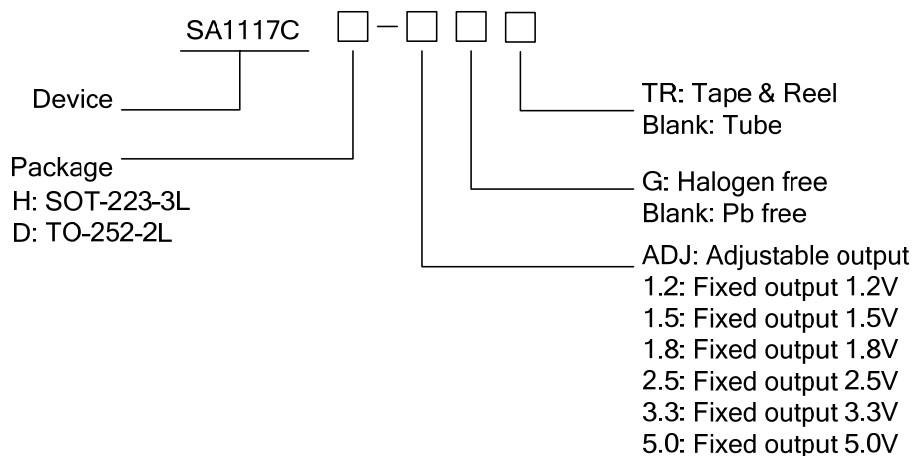 SA1117C □ - □ □ □
Device
Package
H: SOT-223-3L
D: TO-252-2L
TR: Tape & Reel
Blank: Tube
G: Halogen free
Blank: Pb free
ADJ: Adjustable output
1.2: Fixed output 1.2V
1.5: Fixed output 1.5V
1.8: Fixed output 1.8V
2.5: Fixed output 2.5V
3.3: Fixed output 3.3V
5.0: Fixed output 5.0V